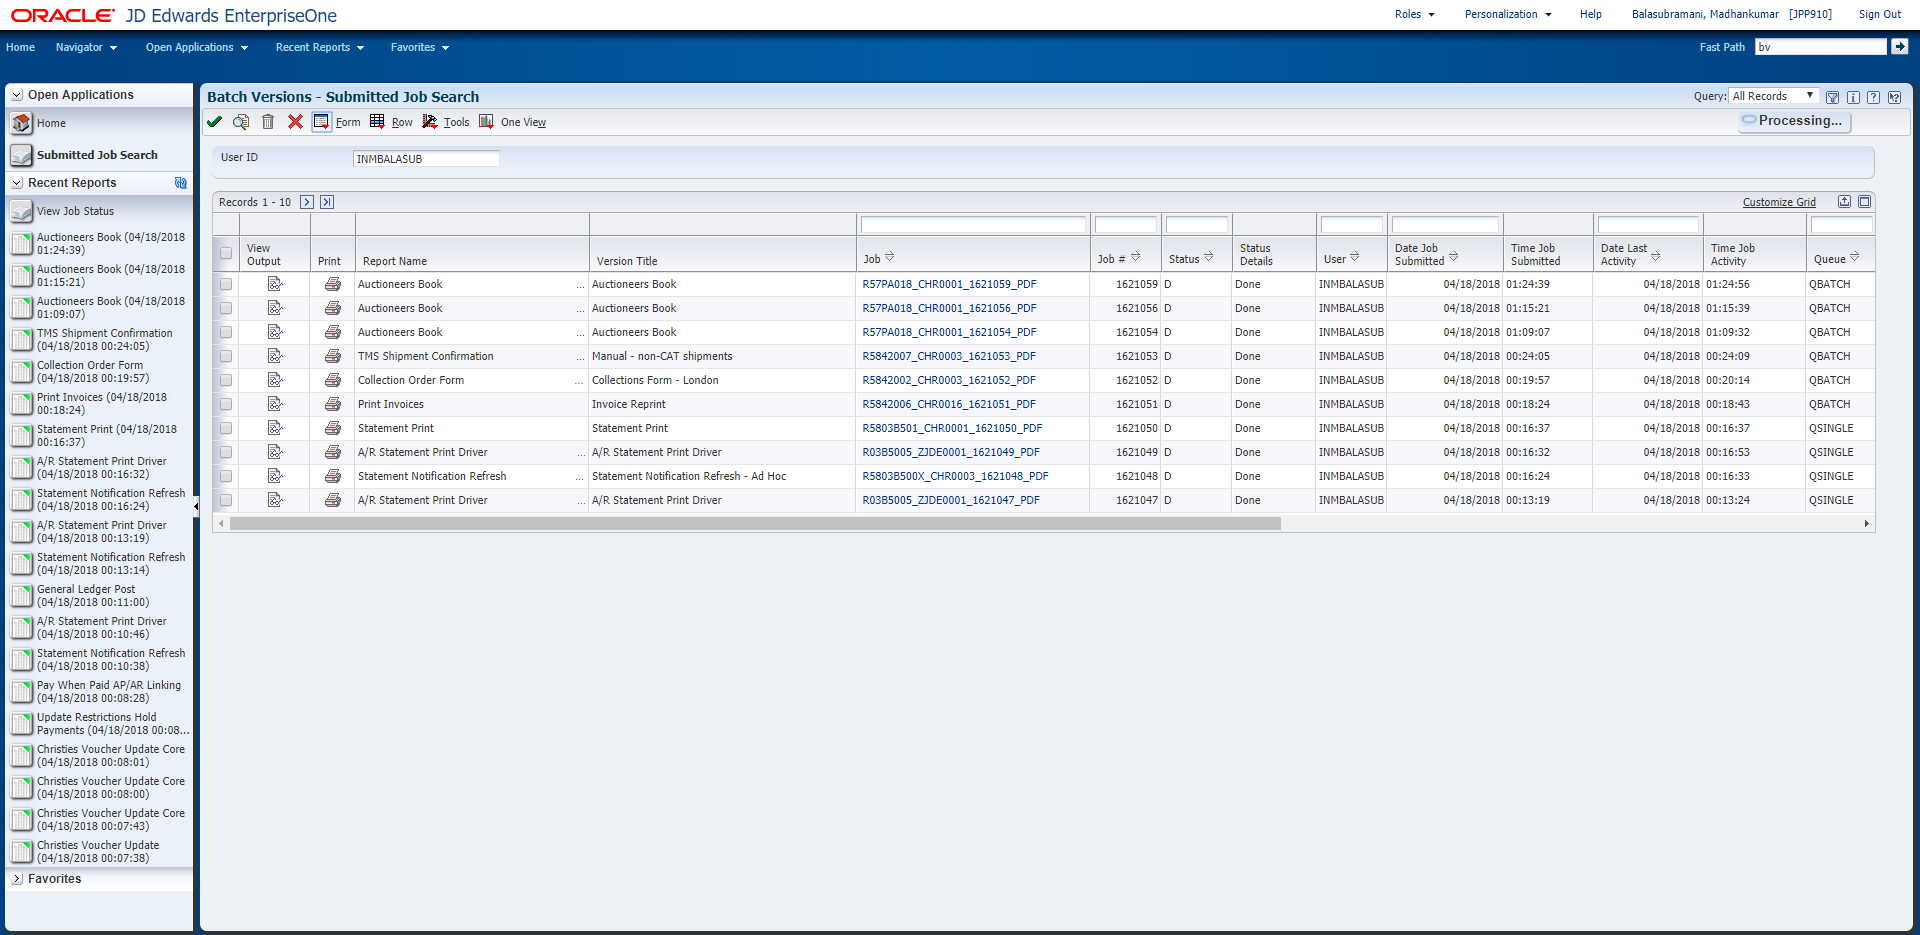 ORACLE JD Edwards EnterpriseOne
Roles Personalization Help Balasubramani, Madhankumar [JPP910] Sign Out
Home Navigator Open Applications Recent Reports Favorites Fast Path bv
Open Applications
Home
Submitted Job Search
Recent Reports
View Job Status
Auctioneers Book (04/18/2018
01:24:39)
Auctioneers Book (04/18/2018
01:15:21)
Auctioneers Book (04/18/2018
01:09:07)
TMS Shipment Confirmation
(04/18/2018 00:24:05)
Collection Order Form
(04/18/2018 00:19:57)
Print Invoices (04/18/2018
00:18:24)
Statement Print (04/18/2018
00:16:37)
A/R Statement Print Driver
(04/18/2018 00:16:32)
Statement Notification Refresh
(04/18/2018 00:16:24)
A/R Statement Print Driver
(04/18/2018 00:13:19)
Statement Notification Refresh
(04/18/2018 00:13:14)
General Ledger Post
(04/18/2018 00:11:00)
A/R Statement Print Driver
(04/18/2018 00:10:46)
Statement Notification Refresh
(04/18/2018 00:10:38)
Pay When Paid AP/AR Linking
(04/18/2018 00:08:28)
Update Restrictions Hold
Payments (04/18/2018 00:08...
Christies Voucher Update Core
(04/18/2018 00:08:01)
Christies Voucher Update Core
(04/18/2018 00:08:00)
Christies Voucher Update Core
(04/18/2018 00:07:43)
Christies Voucher Update
(04/18/2018 00:07:38)
Favorites
Batch Versions - Submitted Job Search
Query: All Records
Form Row Tools One View
Processing...
User ID INMBALASUB
Records 1 - 10 Customize Grid
View Output Print Report Name Version Title Job Job # Status Status Details User Date Job Submitted Time Job Submitted Date Last Activity Time Job Activity Queue
Auctioneers Book ... Auctioneers Book R57PA018_CHR0001_1621059_PDF 1621059 D Done INMBALASUB 04/18/2018 01:24:39 04/18/2018 01:24:56 QBATCH
Auctioneers Book ... Auctioneers Book R57PA018_CHR0001_1621056_PDF 1621056 D Done INMBALASUB 04/18/2018 01:15:21 04/18/2018 01:15:39 QBATCH
Auctioneers Book ... Auctioneers Book R57PA018_CHR0001_1621054_PDF 1621054 D Done INMBALASUB 04/18/2018 01:09:07 04/18/2018 01:09:32 QBATCH
TMS Shipment Confirmation ... Manual - non-CAT shipments R5842007_CHR0003_1621053_PDF 1621053 D Done INMBALASUB 04/18/2018 00:24:05 04/18/2018 00:24:09 QBATCH
Collection Order Form ... Collections Form - London R5842002_CHR0003_1621052_PDF 1621052 D Done INMBALASUB 04/18/2018 00:19:57 04/18/2018 00:20:14 QBATCH
Print Invoices Invoice Reprint R5842006_CHR0016_1621051_PDF 1621051 D Done INMBALASUB 04/18/2018 00:18:24 04/18/2018 00:18:43 QBATCH
Statement Print Statement Print R5803B501_CHR0001_1621050_PDF 1621050 D Done INMBALASUB 04/18/2018 00:16:37 04/18/2018 00:16:37 QSINGLE
A/R Statement Print Driver ... A/R Statement Print Driver R03B5005_ZJDE0001_1621049_PDF 1621049 D Done INMBALASUB 04/18/2018 00:16:32 04/18/2018 00:16:53 QSINGLE
Statement Notification Refresh ... Statement Notification Refresh - Ad Hoc R5803B500X_CHR0003_1621048_PDF 1621048 D Done INMBALASUB 04/18/2018 00:16:24 04/18/2018 00:16:33 QSINGLE
A/R Statement Print Driver ... A/R Statement Print Driver R03B5005_ZJDE0001_1621047_PDF 1621047 D Done INMBALASUB 04/18/2018 00:13:19 04/18/2018 00:13:24 QSINGLE